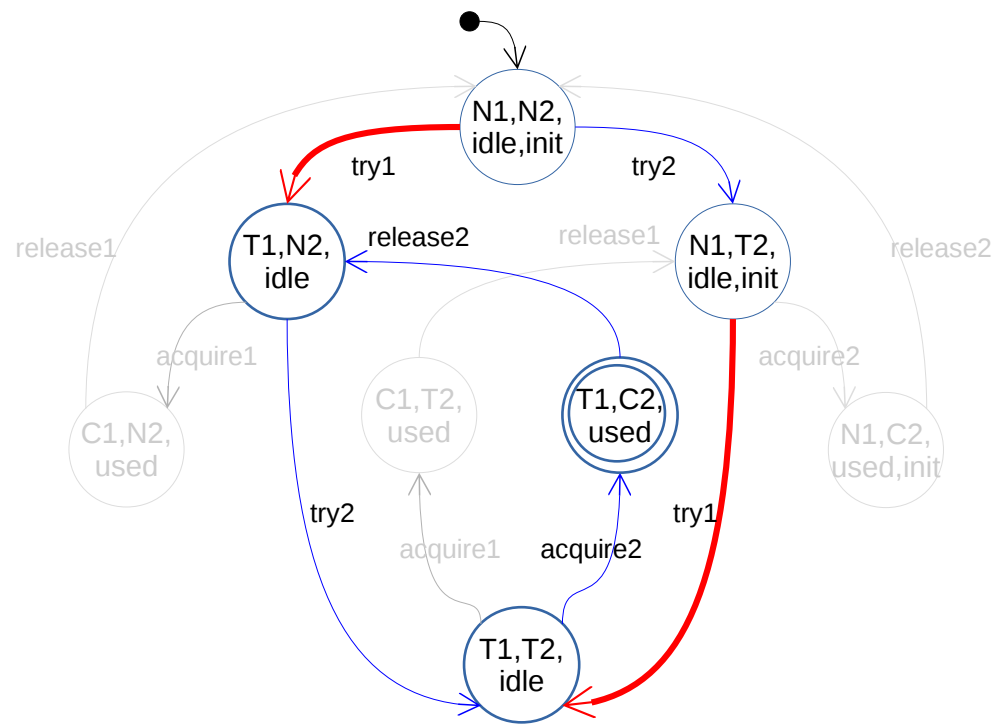 N1,N2,
idle,init
try1
try2
T1,N2,
idle
release2
release1
N1,T2,
idle,init
release1
release2
acquire1
acquire2
C1,N2,
used
C1,T2,
used
T1,C2,
used
N1,C2,
used,init
try2
try1
acquire1
acquire2
T1,T2,
idle